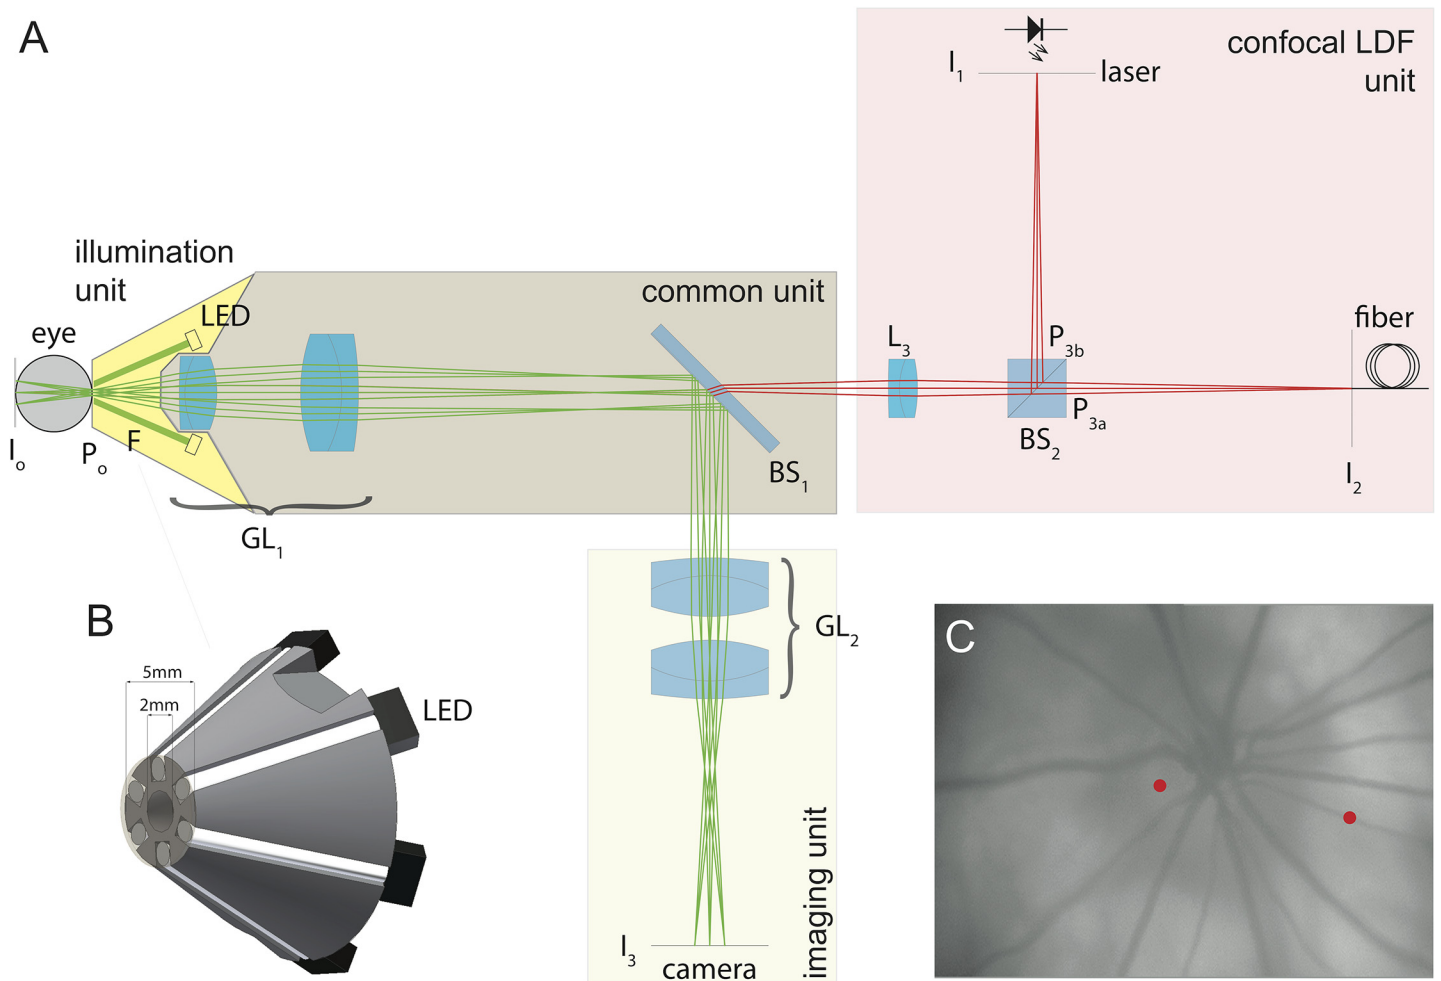 A
confocal LDF
unit
I₁
laser
illumination
unit
LED
common unit
eye
L₃
P₃b
fiber
Iₒ
Pₒ
F
BS₁
P₃a
BS₂
I₂
GL₁
B
5mm
2mm
LED
GL₂
C
imaging unit
I₃
camera